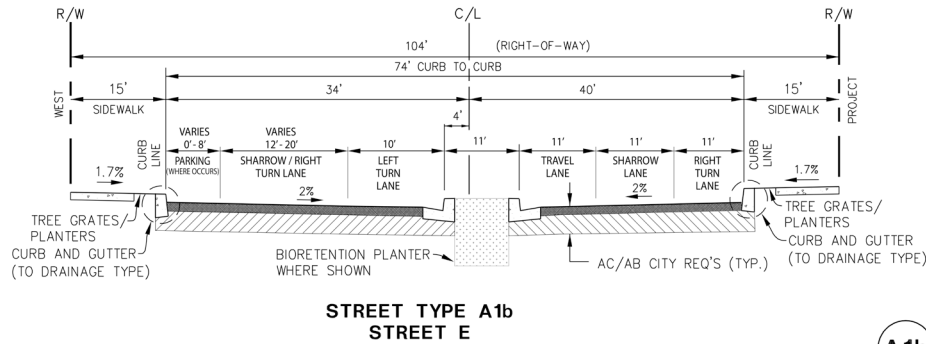 R/W
C/L
R/W
104' (RIGHT-OF-WAY)
74' CURB TO CURB
15'
34'
40'
15'
SIDEWALK
SIDEWALK
WEST
PROJECT
4'
CURB LINE
CURB LINE
VARIES
0'- 8'
PARKING
(WHERE OCCURS)
VARIES
12'- 20'
SHARROW / RIGHT
TURN LANE
10'
LEFT
TURN
LANE
11'
11'
TRAVEL
LANE
11'
SHARROW
LANE
11'
RIGHT
TURN
LANE
1.7%
2%
2%
1.7%
TREE GRATES/
PLANTERS
CURB AND GUTTER
(TO DRAINAGE TYPE)
BIORETENTION PLANTER
WHERE SHOWN
AC/AB CITY REQ'S (TYP.)
TREE GRATES/
PLANTERS
CURB AND GUTTER
(TO DRAINAGE TYPE)
STREET TYPE A1b
STREET E